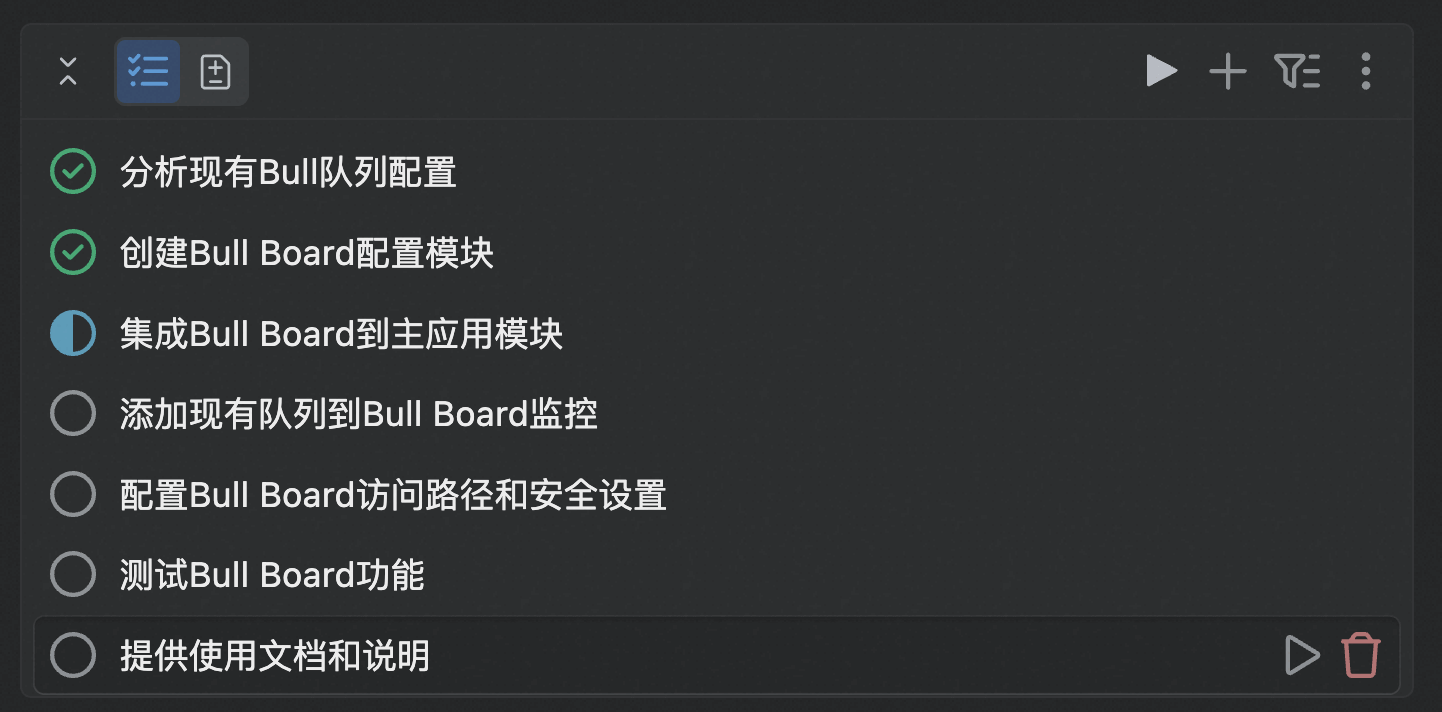 分析现有Bull队列配置
创建Bull Board配置模块
集成Bull Board到主应用模块
添加现有队列到Bull Board监控
配置Bull Board访问路径和安全设置
测试Bull Board功能
提供使用文档和说明